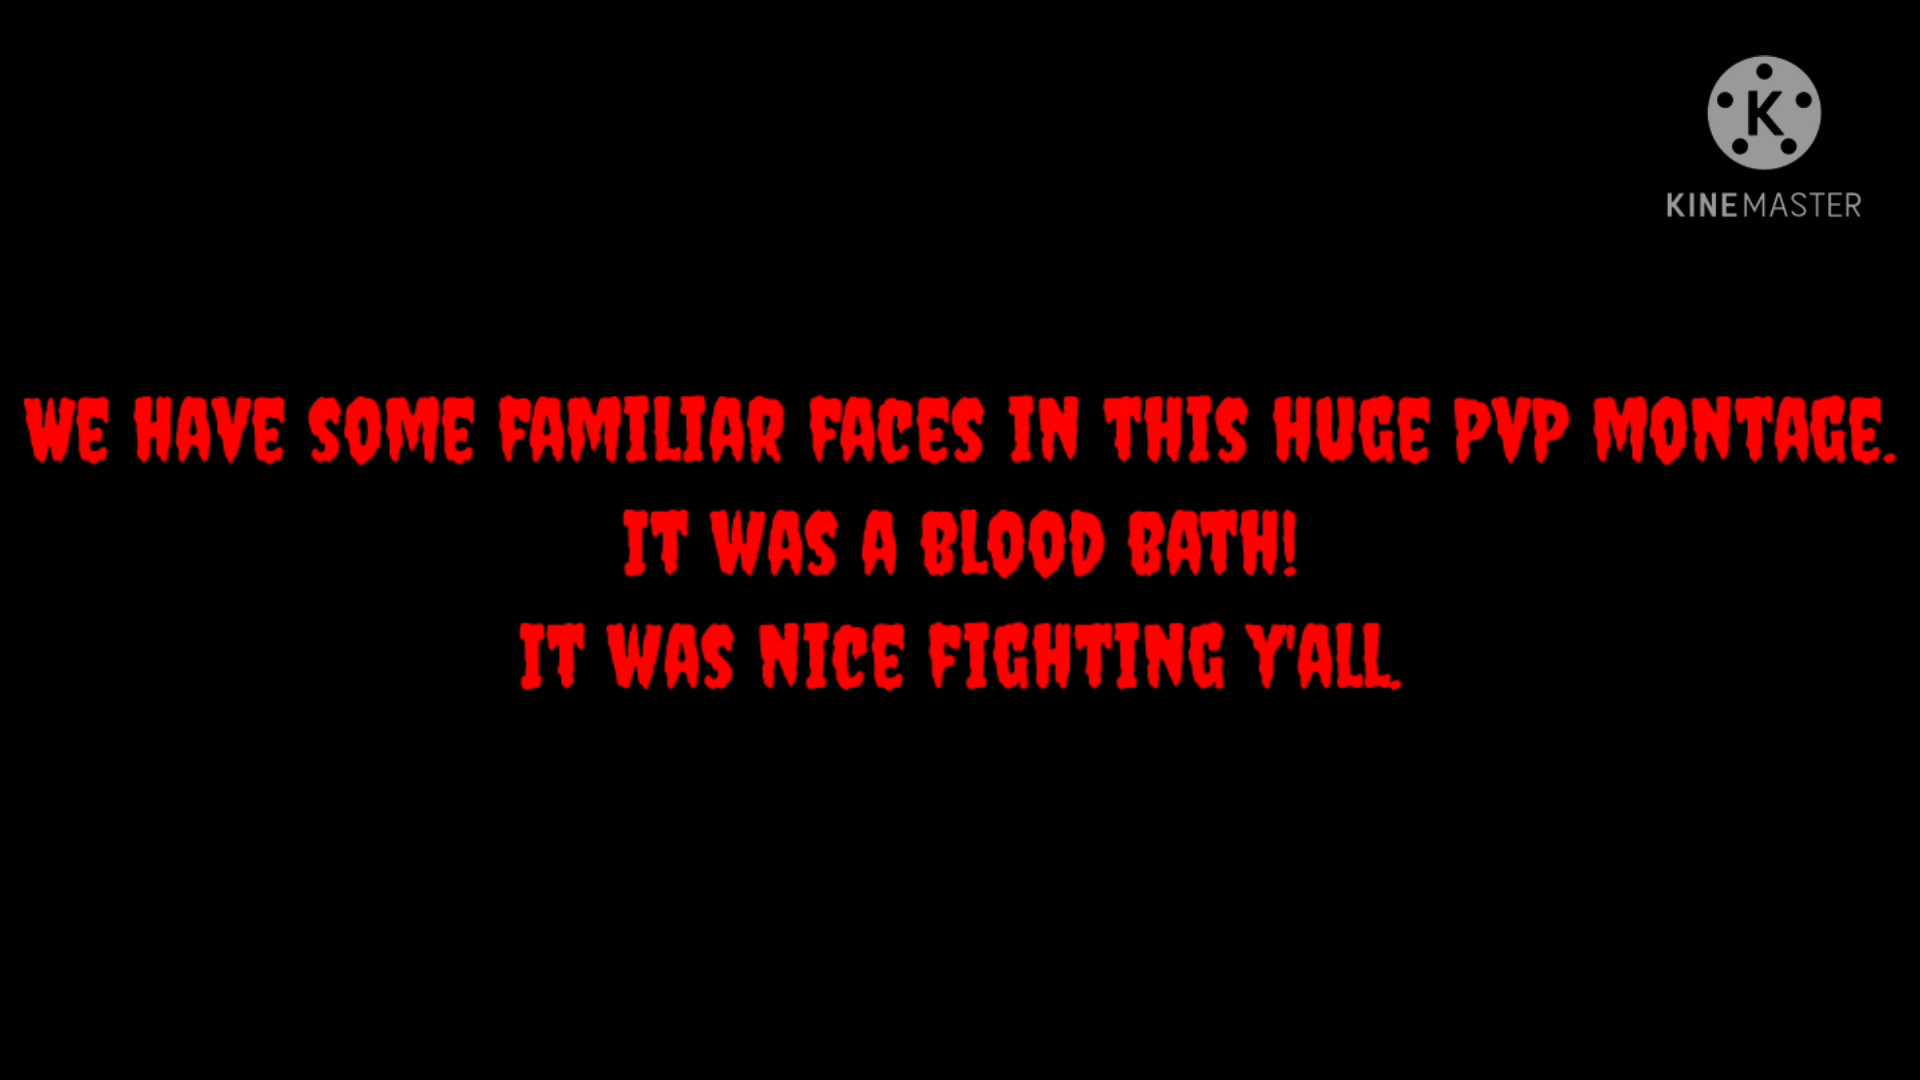 K
KINEMASTER
WE HAVE SOME FAMILIAR FACES IN THIS HUGE PVP MONTAGE.
IT WAS A BLOOD BATH!
IT WAS NICE FIGHTING Y'ALL.